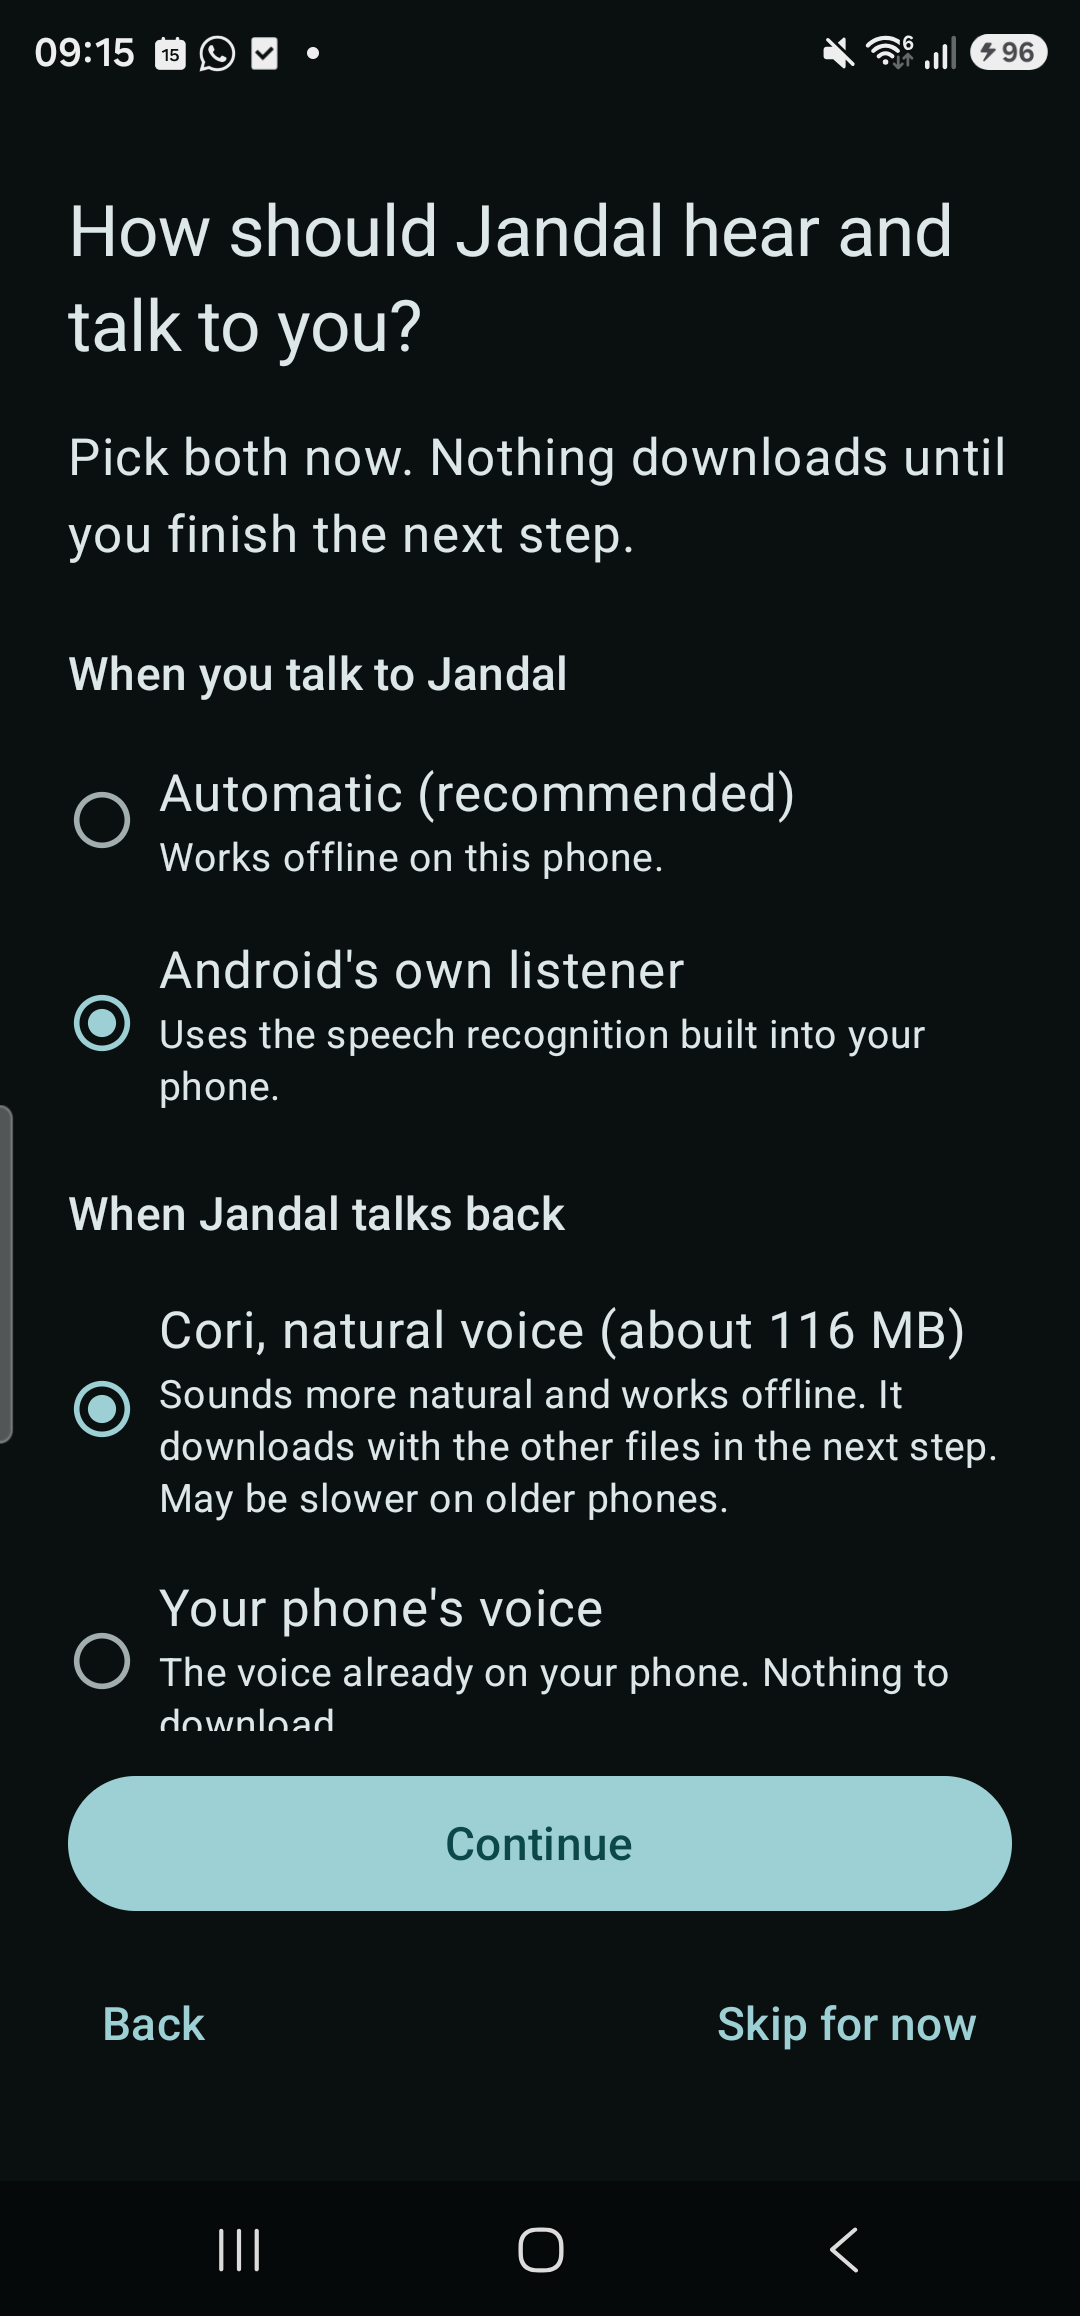 09:15 15 6 96
How should Jandal hear and
talk to you?
Pick both now. Nothing downloads until
you finish the next step.
When you talk to Jandal
Automatic (recommended)
Works offline on this phone.
Android's own listener
Uses the speech recognition built into your
phone.
When Jandal talks back
Cori, natural voice (about 116 MB)
Sounds more natural and works offline. It
downloads with the other files in the next step.
May be slower on older phones.
Your phone's voice
The voice already on your phone. Nothing to
download
Continue
Back
Skip for now